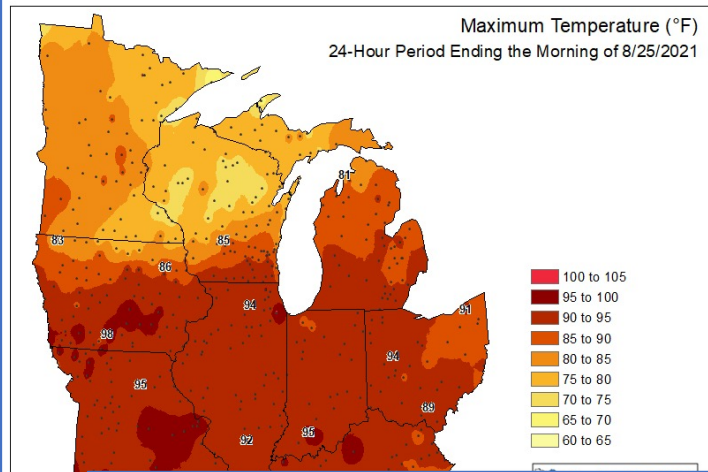 Maximum Temperature (°F)
24-Hour Period Ending the Morning of 8/25/2021
81
83
85
86
94
91
98
94
95
89
92
95
100 to 105
95 to 100
90 to 95
85 to 90
80 to 85
75 to 80
70 to 75
65 to 70
60 to 65